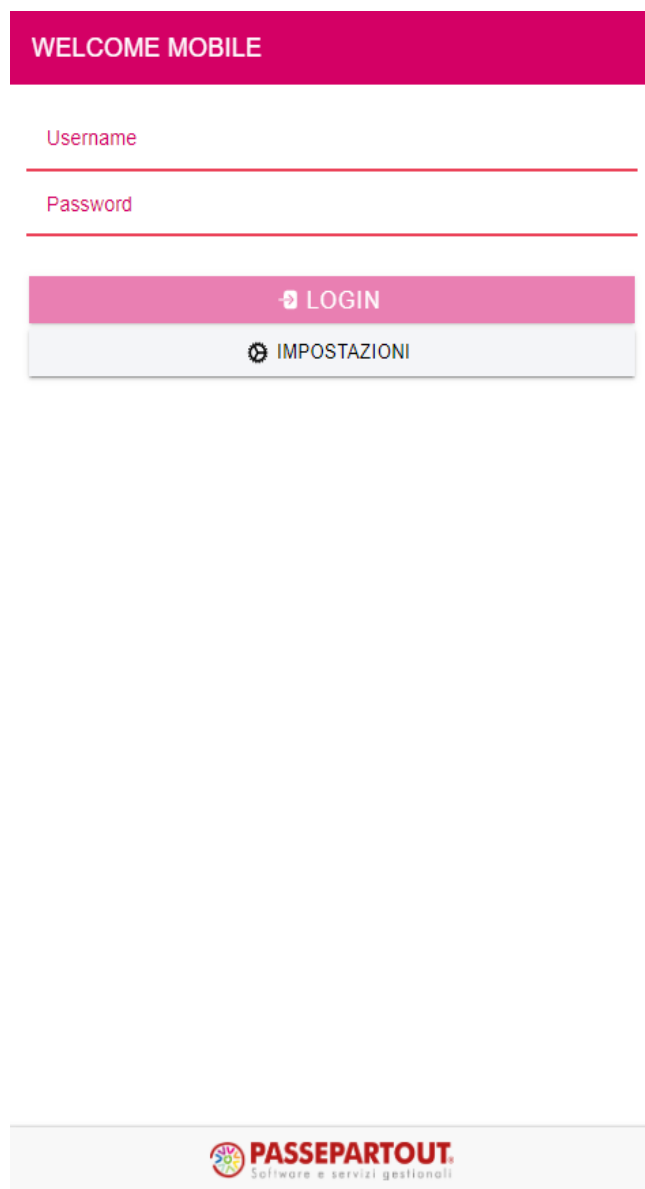 WELCOME MOBILE
Username
Password
LOGIN
IMPOSTAZIONI
PASSEPARTOUT®
Software e servizi gestionali